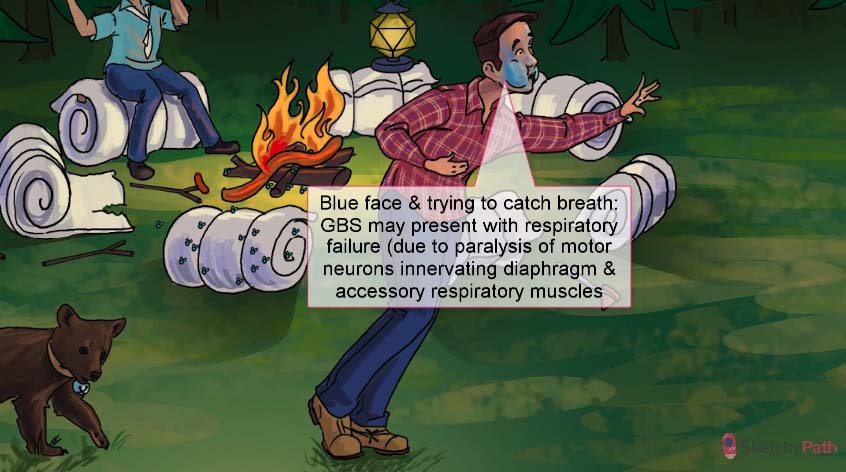 Blue face & trying to catch breath:
GBS may present with respiratory
failure (due to paralysis of motor
neurons innervating diaphragm &
accessory respiratory muscles
SketchyPath